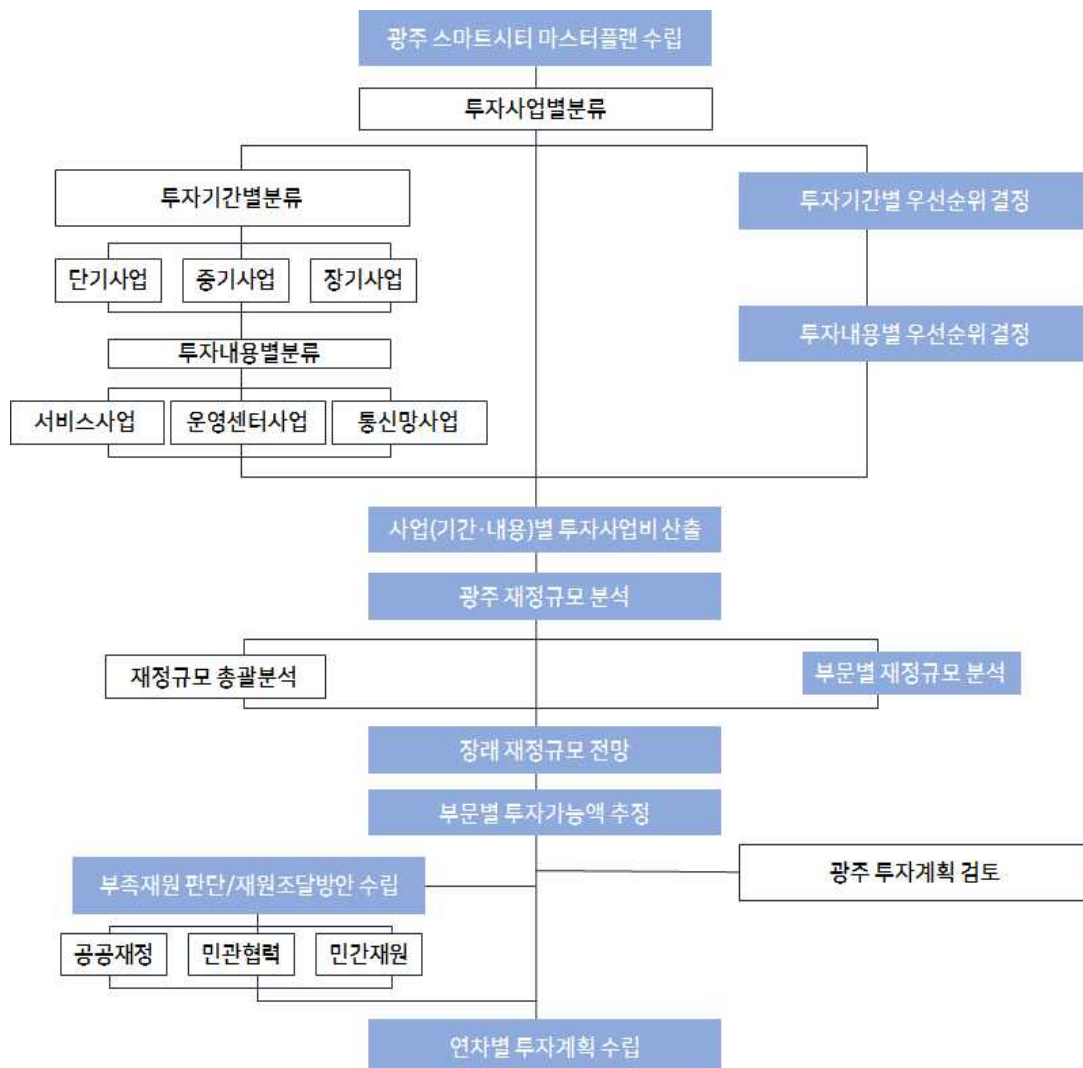 광주 스마트시티 마스터플랜 수립
투자사업별분류
투자기간별분류
투자기간별 우선순위 결정
단기사업
중기사업
장기사업
투자내용별 우선순위 결정
투자내용별분류
서비스사업
운영센터사업
통신망사업
사업(기간·내용)별 투자사업비 산출
광주 재정규모 분석
재정규모 총괄분석
부문별 재정규모 분석
장래 재정규모 전망
부문별 투자가능액 추정
부족재원 판단/재원조달방안 수립
광주 투자계획 검토
공공재정
민관협력
민간재원
연차별 투자계획 수립